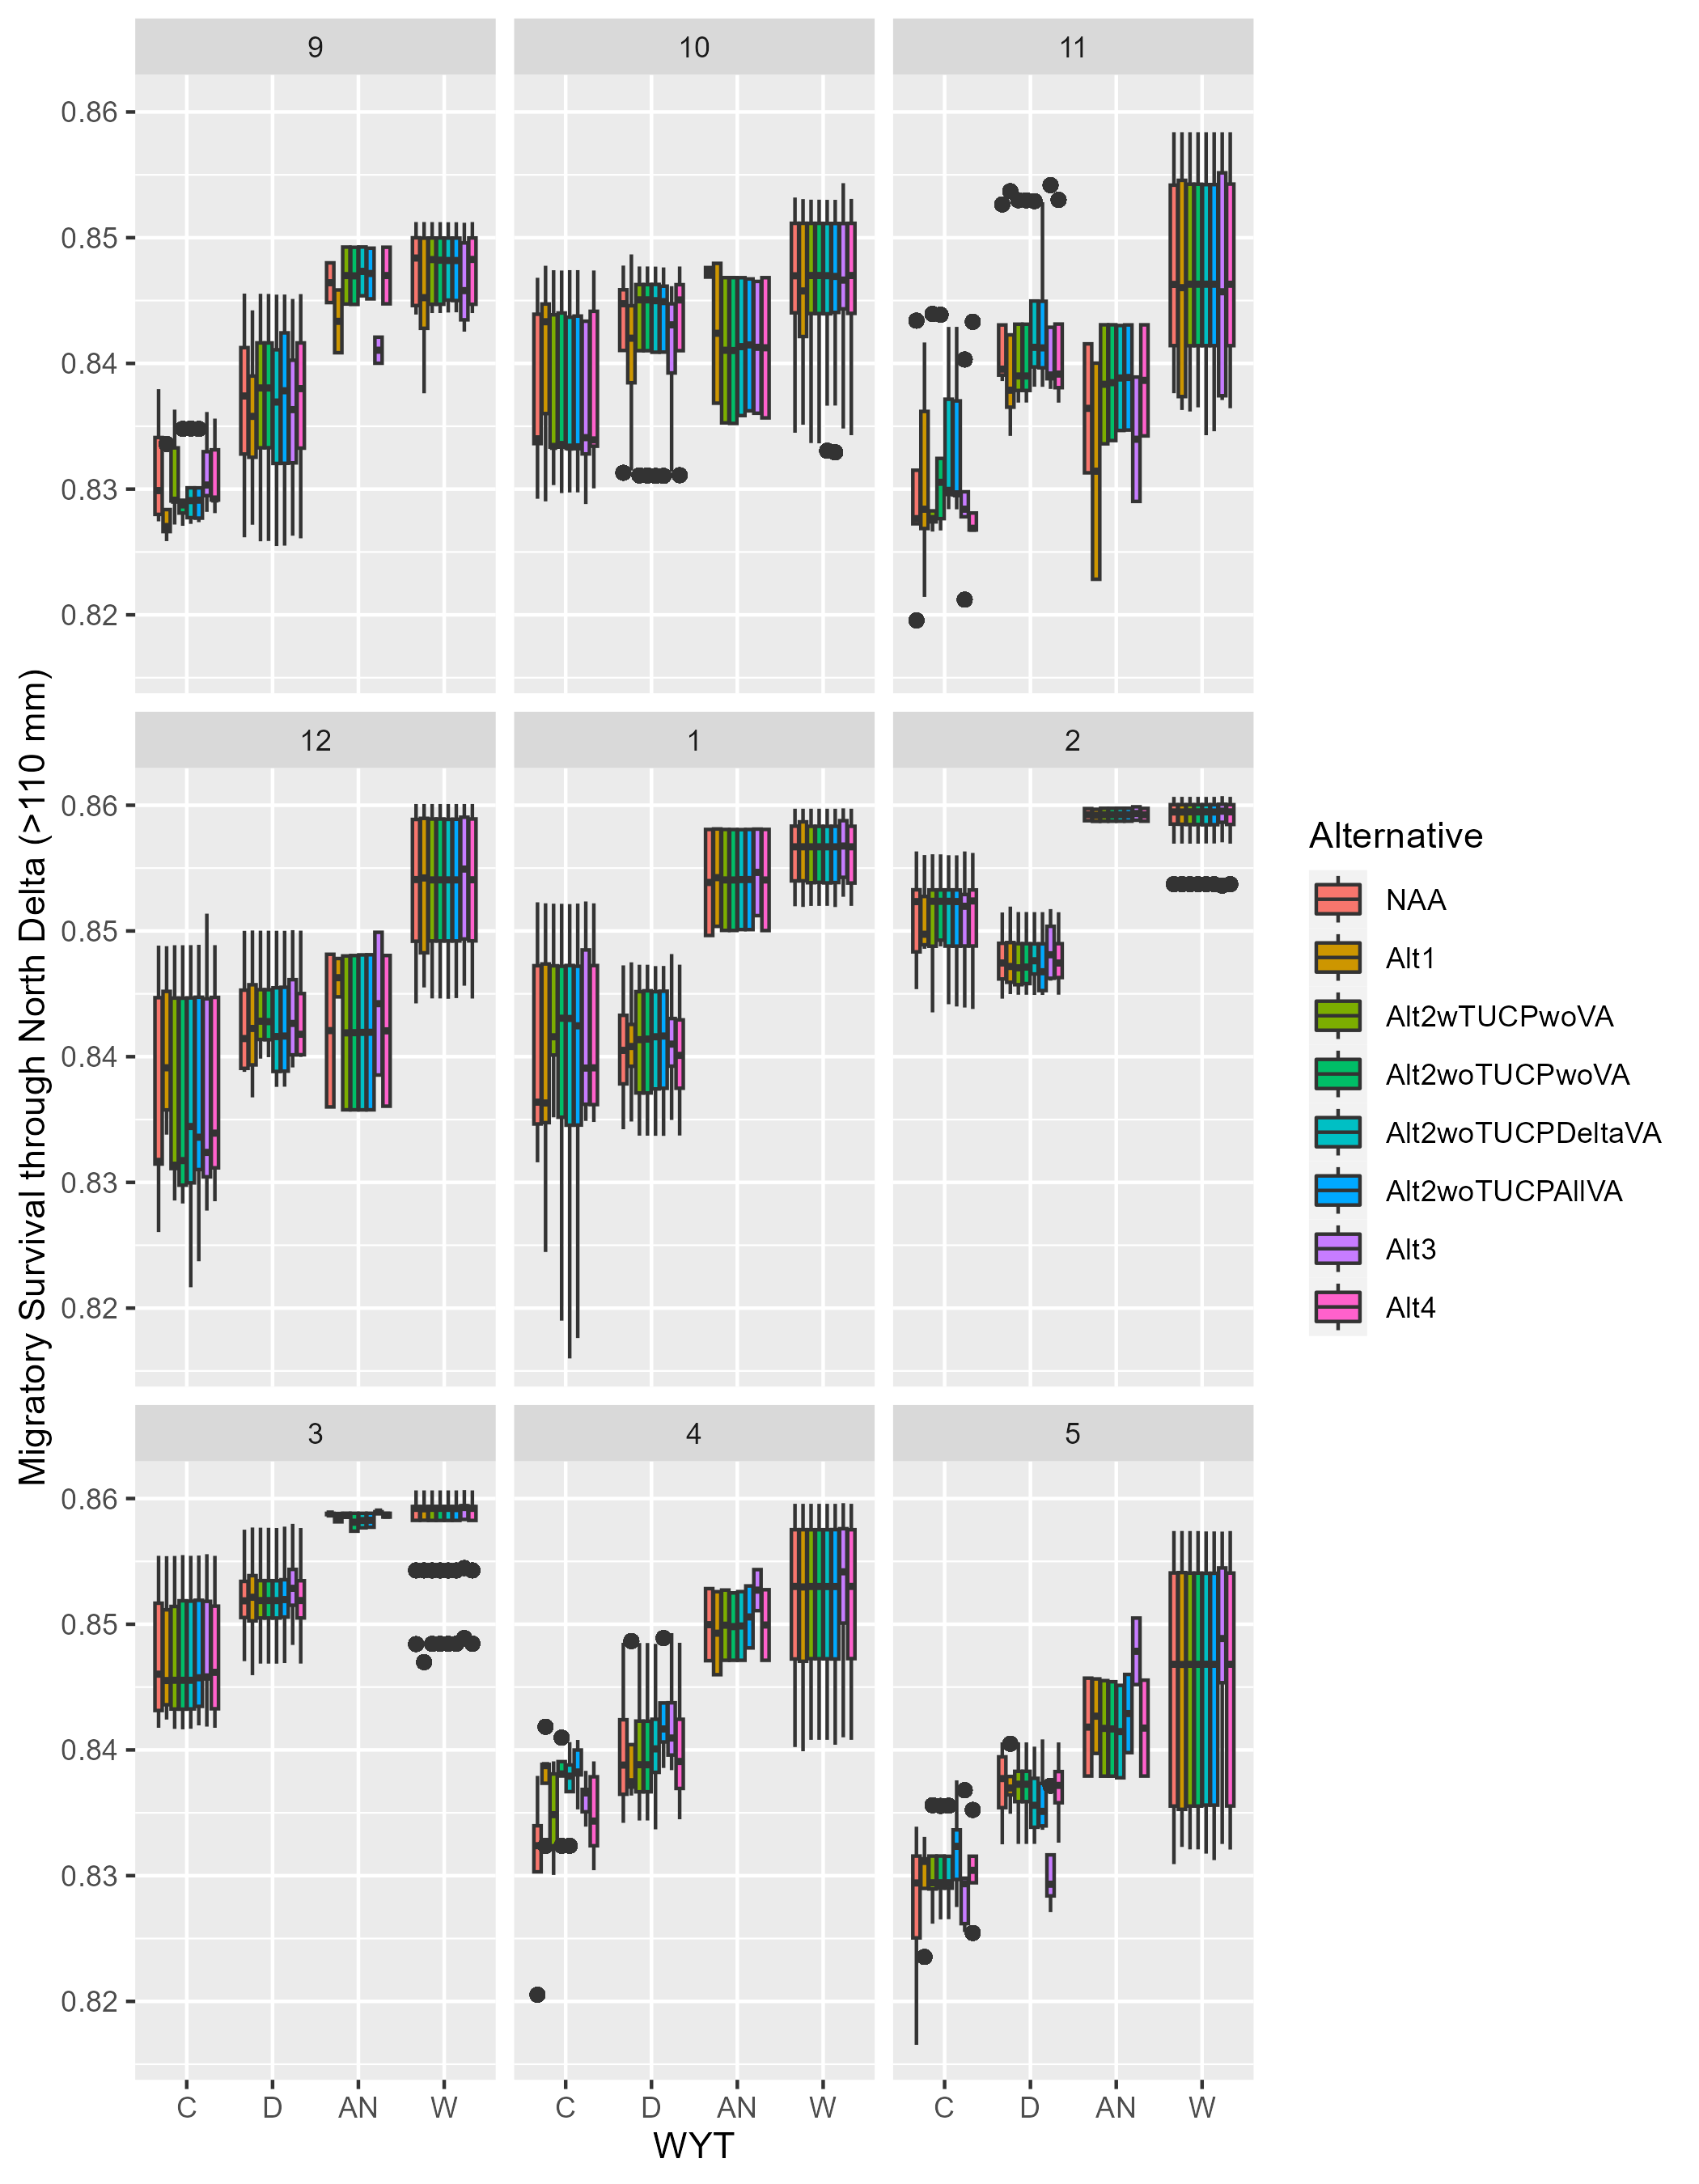 9 10 11
0.86
0.85
0.84
0.83
0.82
12 1 2
0.86
0.85
0.84
0.83
0.82
3 4 5
0.86
0.85
0.84
0.83
0.82
C D AN W C D AN W C D AN W
WYT
Migratory Survival through North Delta (>110 mm)
Alternative
NAA
Alt1
Alt2wTUCPwoVA
Alt2woTUCPwoVA
Alt2woTUCPDeltaVA
Alt2woTUCPAllVA
Alt3
Alt4